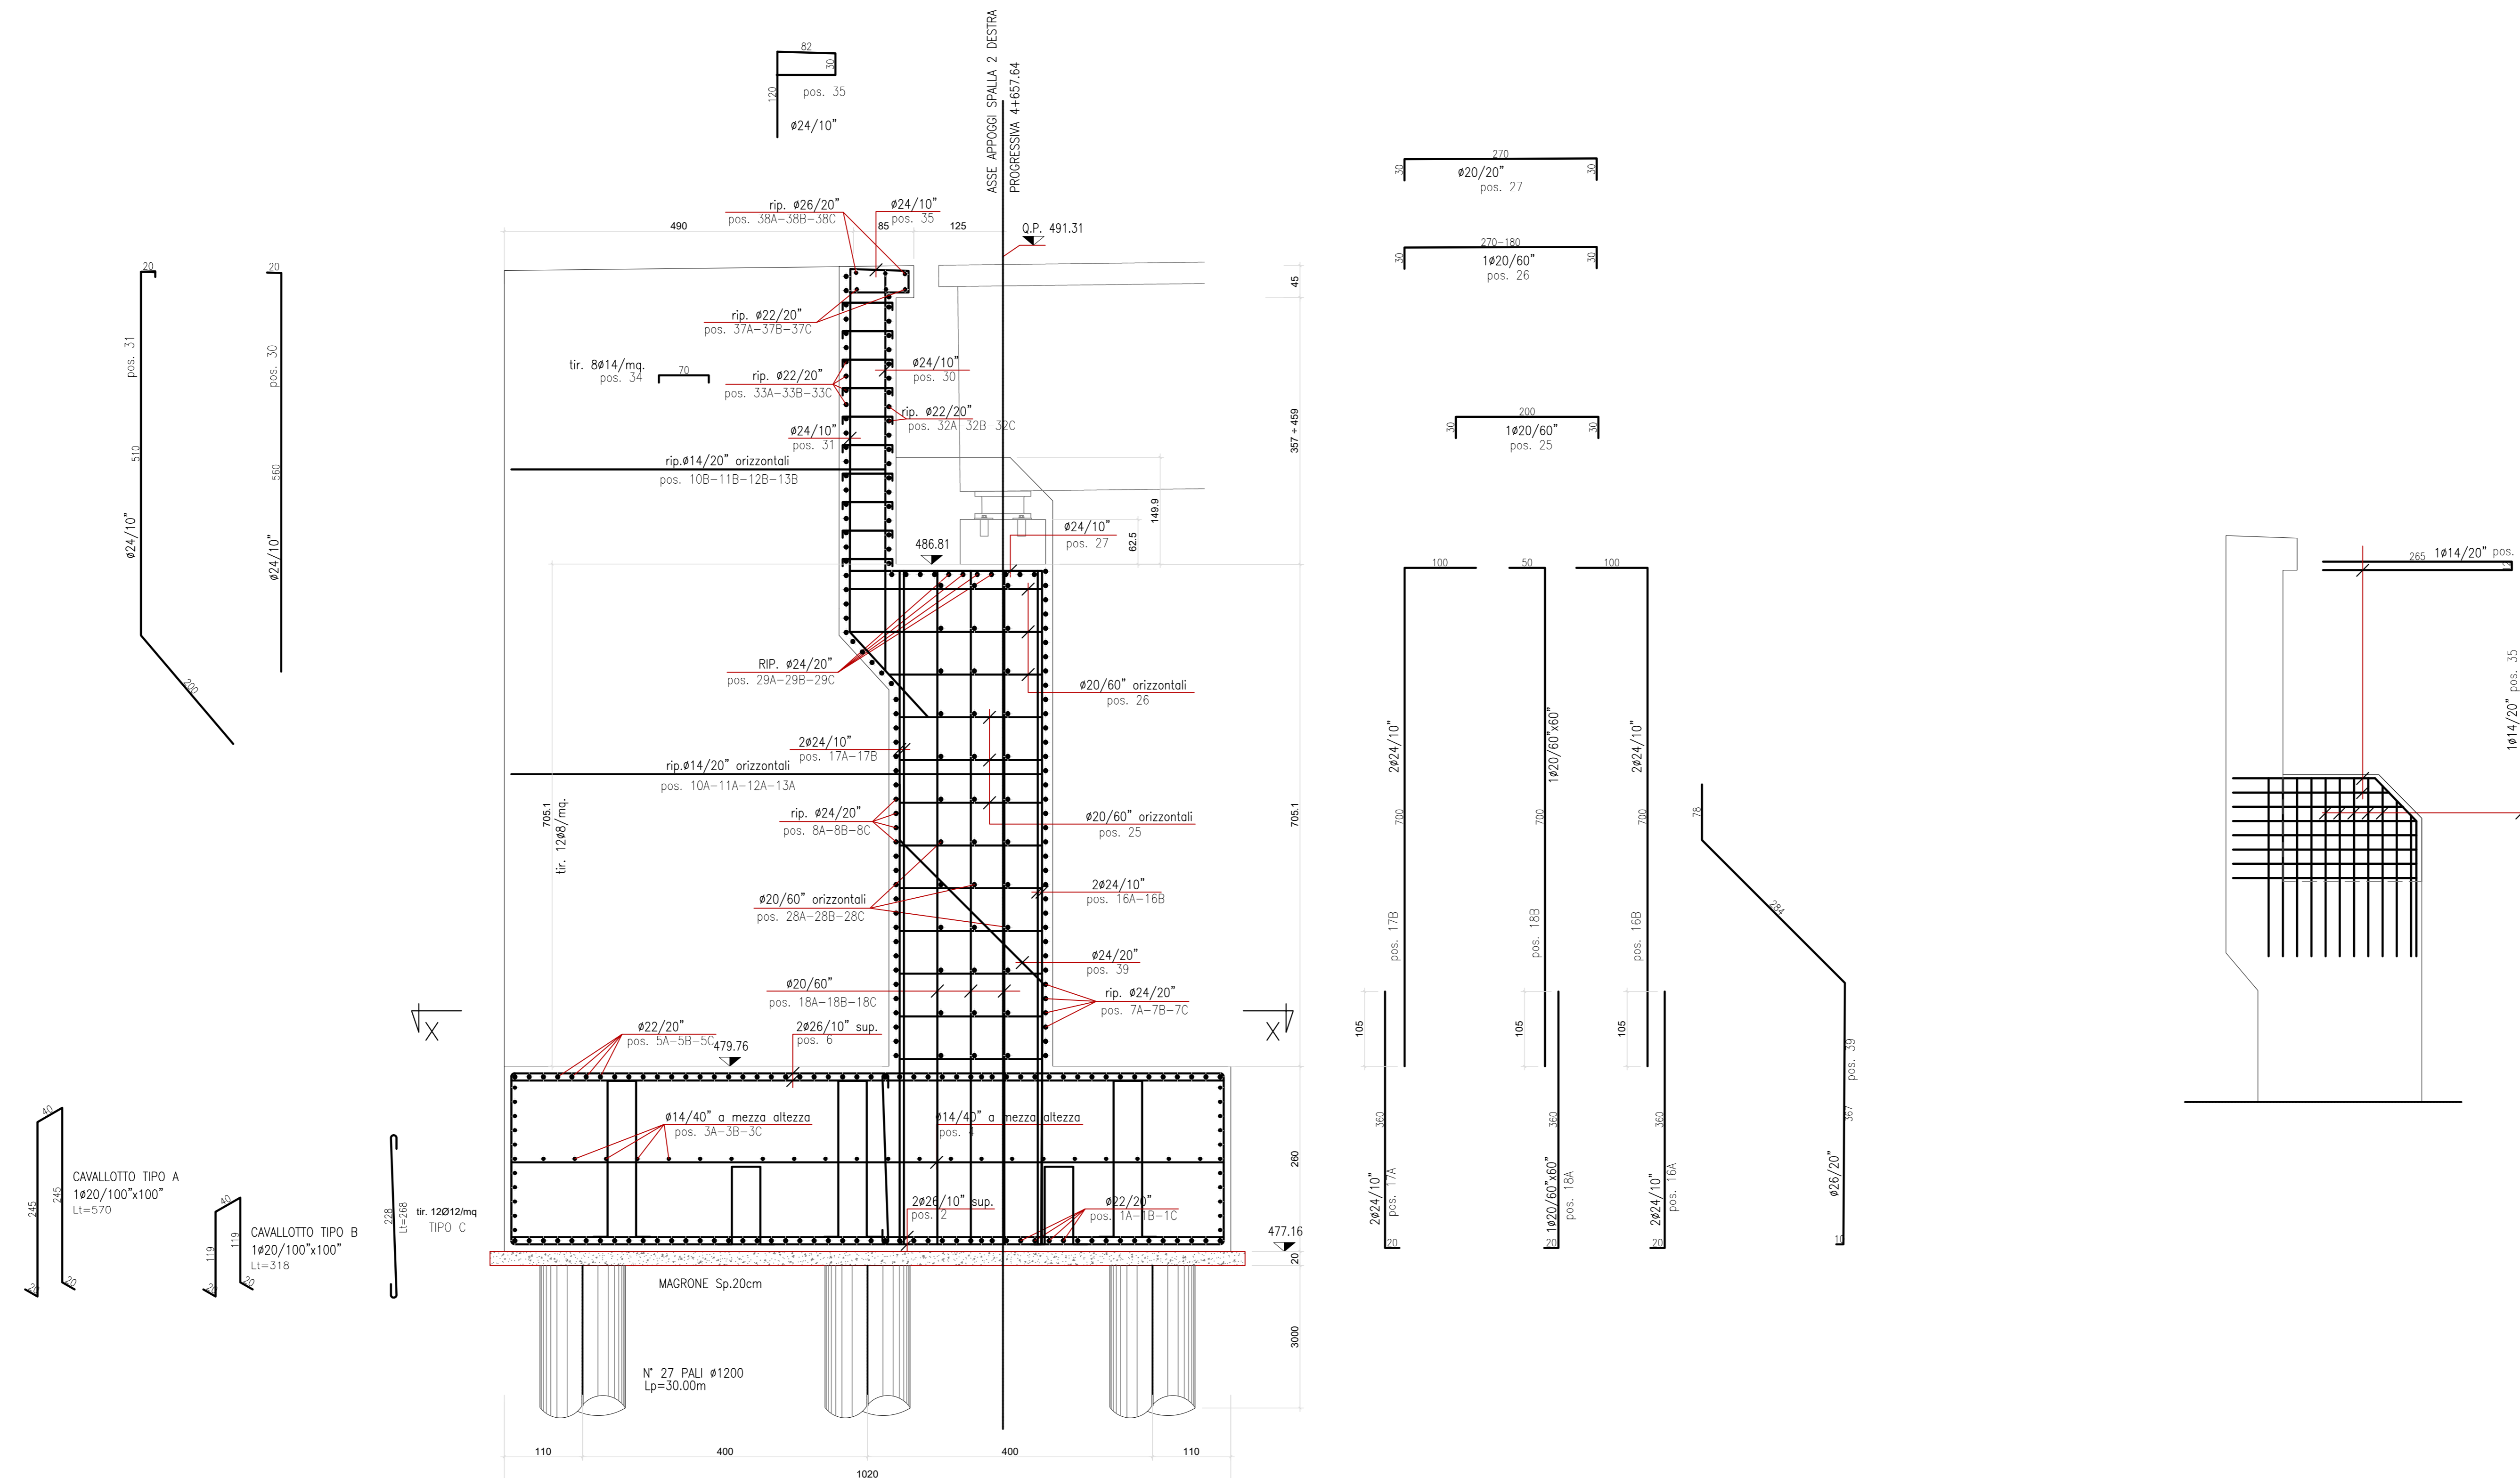 82
30
120
pos. 35
ø24/10"
ASSE APPOGGI SPALLA 2 DESTRA
PROGRESSIVA 4+657.64
270
30
30
ø20/20"
pos. 27
rip. ø26/20"
pos. 38A-38B-38C
ø24/10"
pos. 35
490
85
125
Q.P. 491.31
270-180
30
30
1ø20/60"
pos. 26
20
20
45
rip. ø22/20"
pos. 37A-37B-37C
pos. 31
pos. 30
tir. 8ø14/mq.
pos. 34
70
rip. ø22/20"
pos. 33A-33B-33C
ø24/10"
pos. 30
rip. ø22/20"
pos. 32A-32B-32C
ø24/10"
pos. 31
357 ÷ 459
200
30
30
1ø20/60"
pos. 25
510
560
rip.ø14/20" orizzontali
pos. 10B-11B-12B-13B
149.9
62.5
ø24/10"
ø24/10"
ø24/10"
pos. 27
486.81
200
265
1ø14/20" pos.
12
1ø14/20" pos. 35
100
50
100
RIP. ø24/20"
pos. 29A-29B-29C
ø20/60" orizzontali
pos. 26
2ø24/10"
pos. 17A-17B
rip.ø14/20" orizzontali
pos. 10A-11A-12A-13A
2ø24/10"
1ø20/60"x60"
2ø24/10"
705.1
tir. 12ø8/mq.
rip. ø24/20"
pos. 8A-8B-8C
ø20/60" orizzontali
pos. 25
705.1
700
700
700
78
284
ø20/60" orizzontali
pos. 28A-28B-28C
2ø24/10"
pos. 16A-16B
pos. 17B
pos. 18B
pos. 16B
ø24/20"
pos. 39
ø20/60"
pos. 18A-18B-18C
rip. ø24/20"
pos. 7A-7B-7C
X
X
ø22/20"
pos. 5A-5B-5C
2ø26/10" sup.
pos. 6
479.76
105
105
105
pos. 39
367
ø26/20"
10
40
245
245
CAVALLOTTO TIPO A
1ø20/100"x100"
Lt=570
20
20
40
119
119
CAVALLOTTO TIPO B
1ø20/100"x100"
Lt=318
20
20
228
Lt=268
tir. 12Ø12/mq
TIPO C
ø14/40" a mezza altezza
pos. 3A-3B-3C
ø14/40" a mezza altezza
pos. 4
260
2ø26/10" sup.
pos. 2
ø22/20"
pos. 1A-1B-1C
477.16
20
360
360
360
2ø24/10"
pos. 17A
1ø20/60"x60"
pos. 18A
2ø24/10"
pos. 16A
20
20
20
MAGRONE Sp.20cm
3000
N° 27 PALI ø1200
Lp=30.00m
110
400
400
110
1020